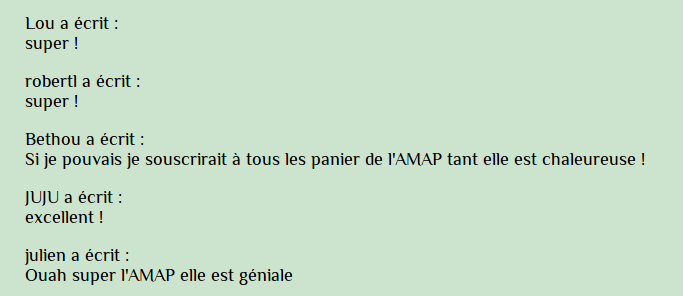 Lou a écrit :
super !
robertl a écrit :
super !
Bethou a écrit :
Si je pouvais je souscrirait à tous les panier de l'AMAP tant elle est chaleureuse !
JUJU a écrit :
excellent !
julien a écrit :
Ouah super l'AMAP elle est géniale